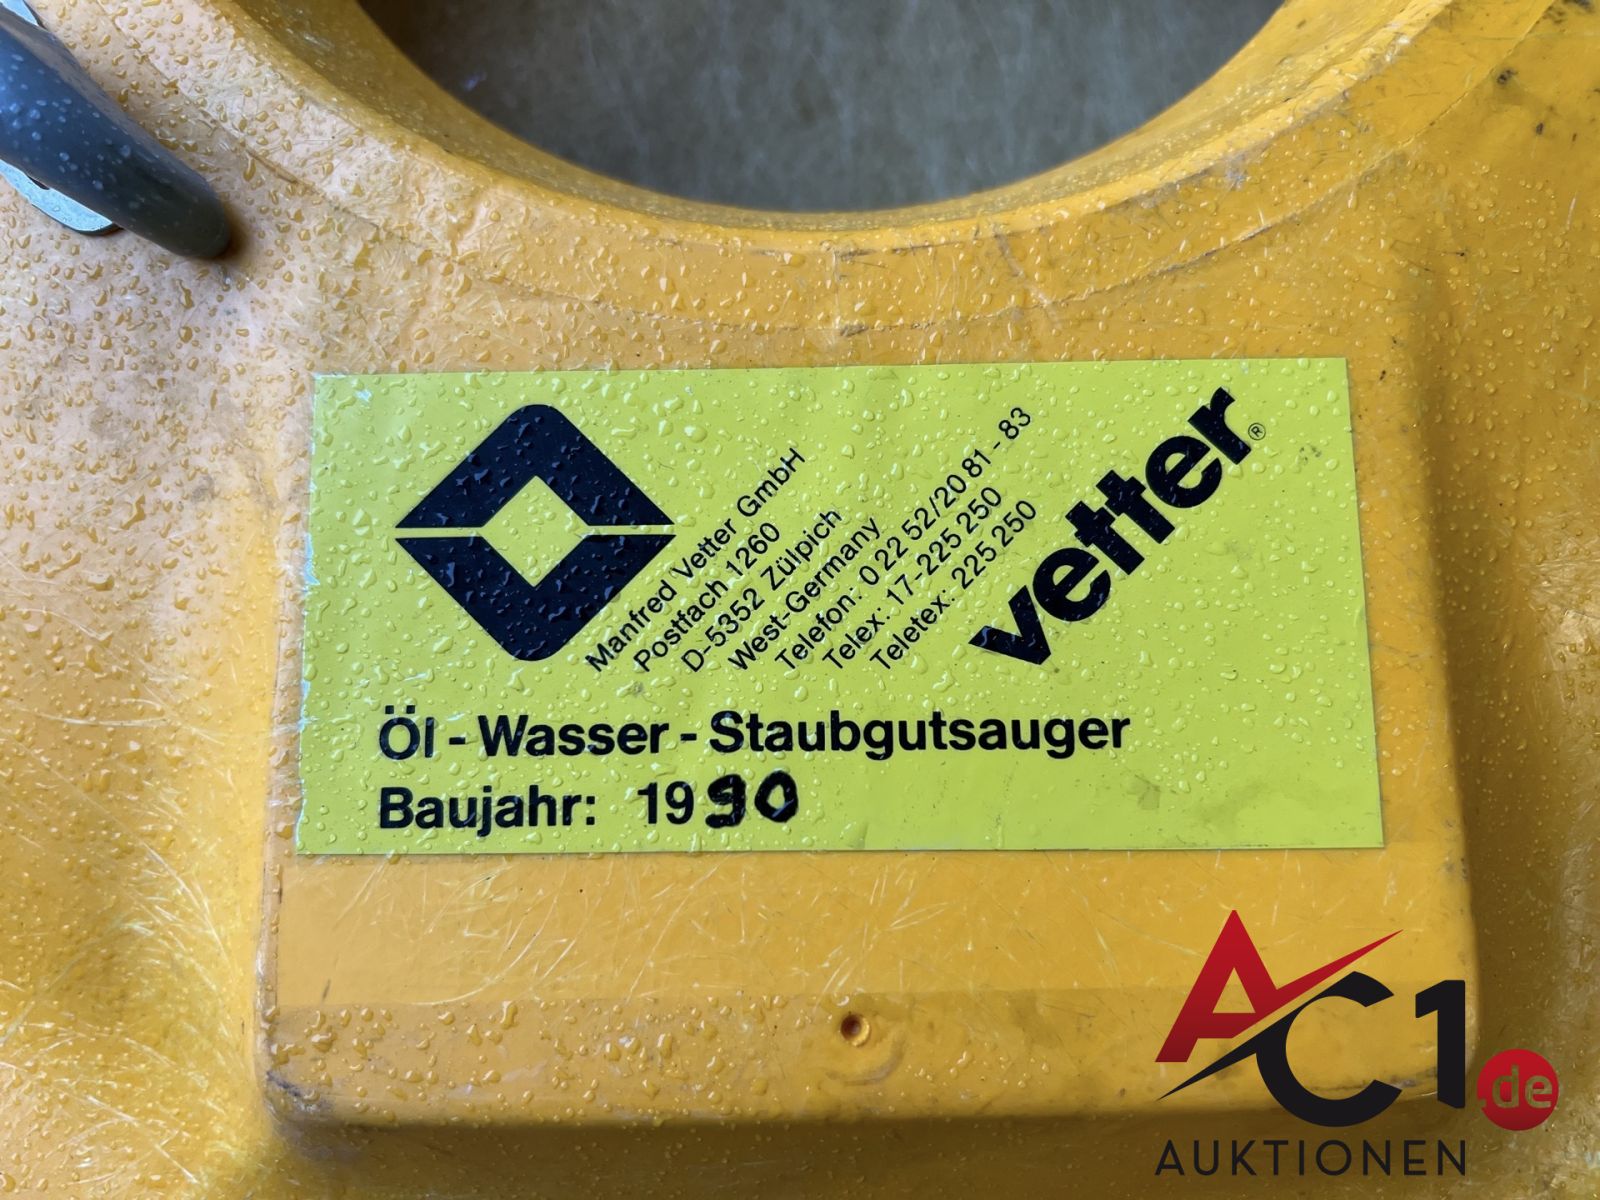 Manfred Vetter GmbH
Postfach 1260
D-5352 Zülpich
West-Germany
Telefon: 0 22 52/20 81 - 83
Telex: 17-225 250
Teletex: 225 250
vetter®
Öl - Wasser - Staubgutsauger
Baujahr: 1990
AC1.de
AUKTIONEN